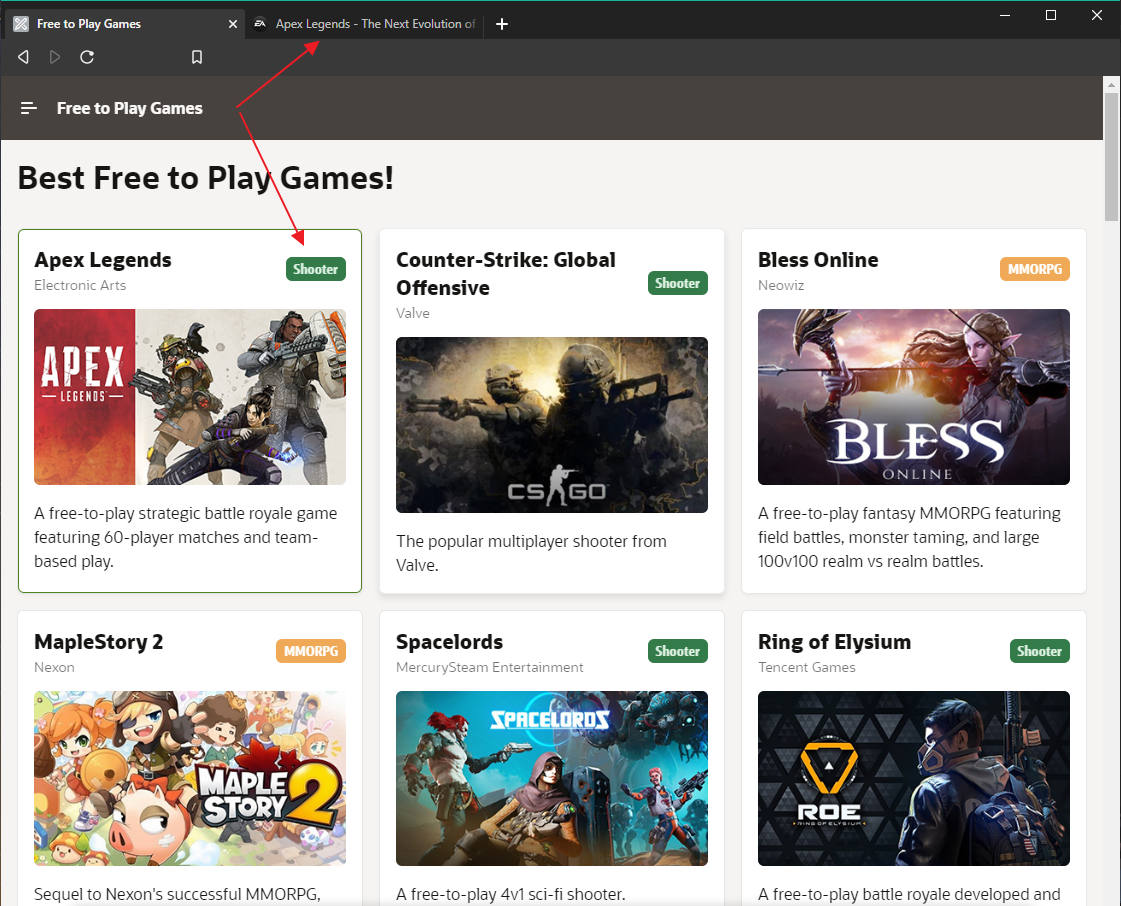 Free to Play Games
Apex Legends - The Next Evolution of
Free to Play Games
Best Free to Play Games!
Apex Legends
Electronic Arts
Shooter
APEX
LEGENDS
A free-to-play strategic battle royale game
featuring 60-player matches and team-
based play.
Counter-Strike: Global
Offensive
Valve
Shooter
CS GO
The popular multiplayer shooter from
Valve.
Bless Online
Neowiz
MMORPG
BLESS
ONLINE
A free-to-play fantasy MMORPG featuring
field battles, monster taming, and large
100v100 realm vs realm battles.
MapleStory 2
Nexon
MMORPG
MAPLE
STORY 2
Sequel to Nexon's successful MMORPG,
Spacelords
MercurySteam Entertainment
Shooter
SPACELORDS
A free-to-play 4v1 sci-fi shooter.
Ring of Elysium
Tencent Games
Shooter
ROE
RING OF ELYSIUM
A free-to-play battle royale developed and